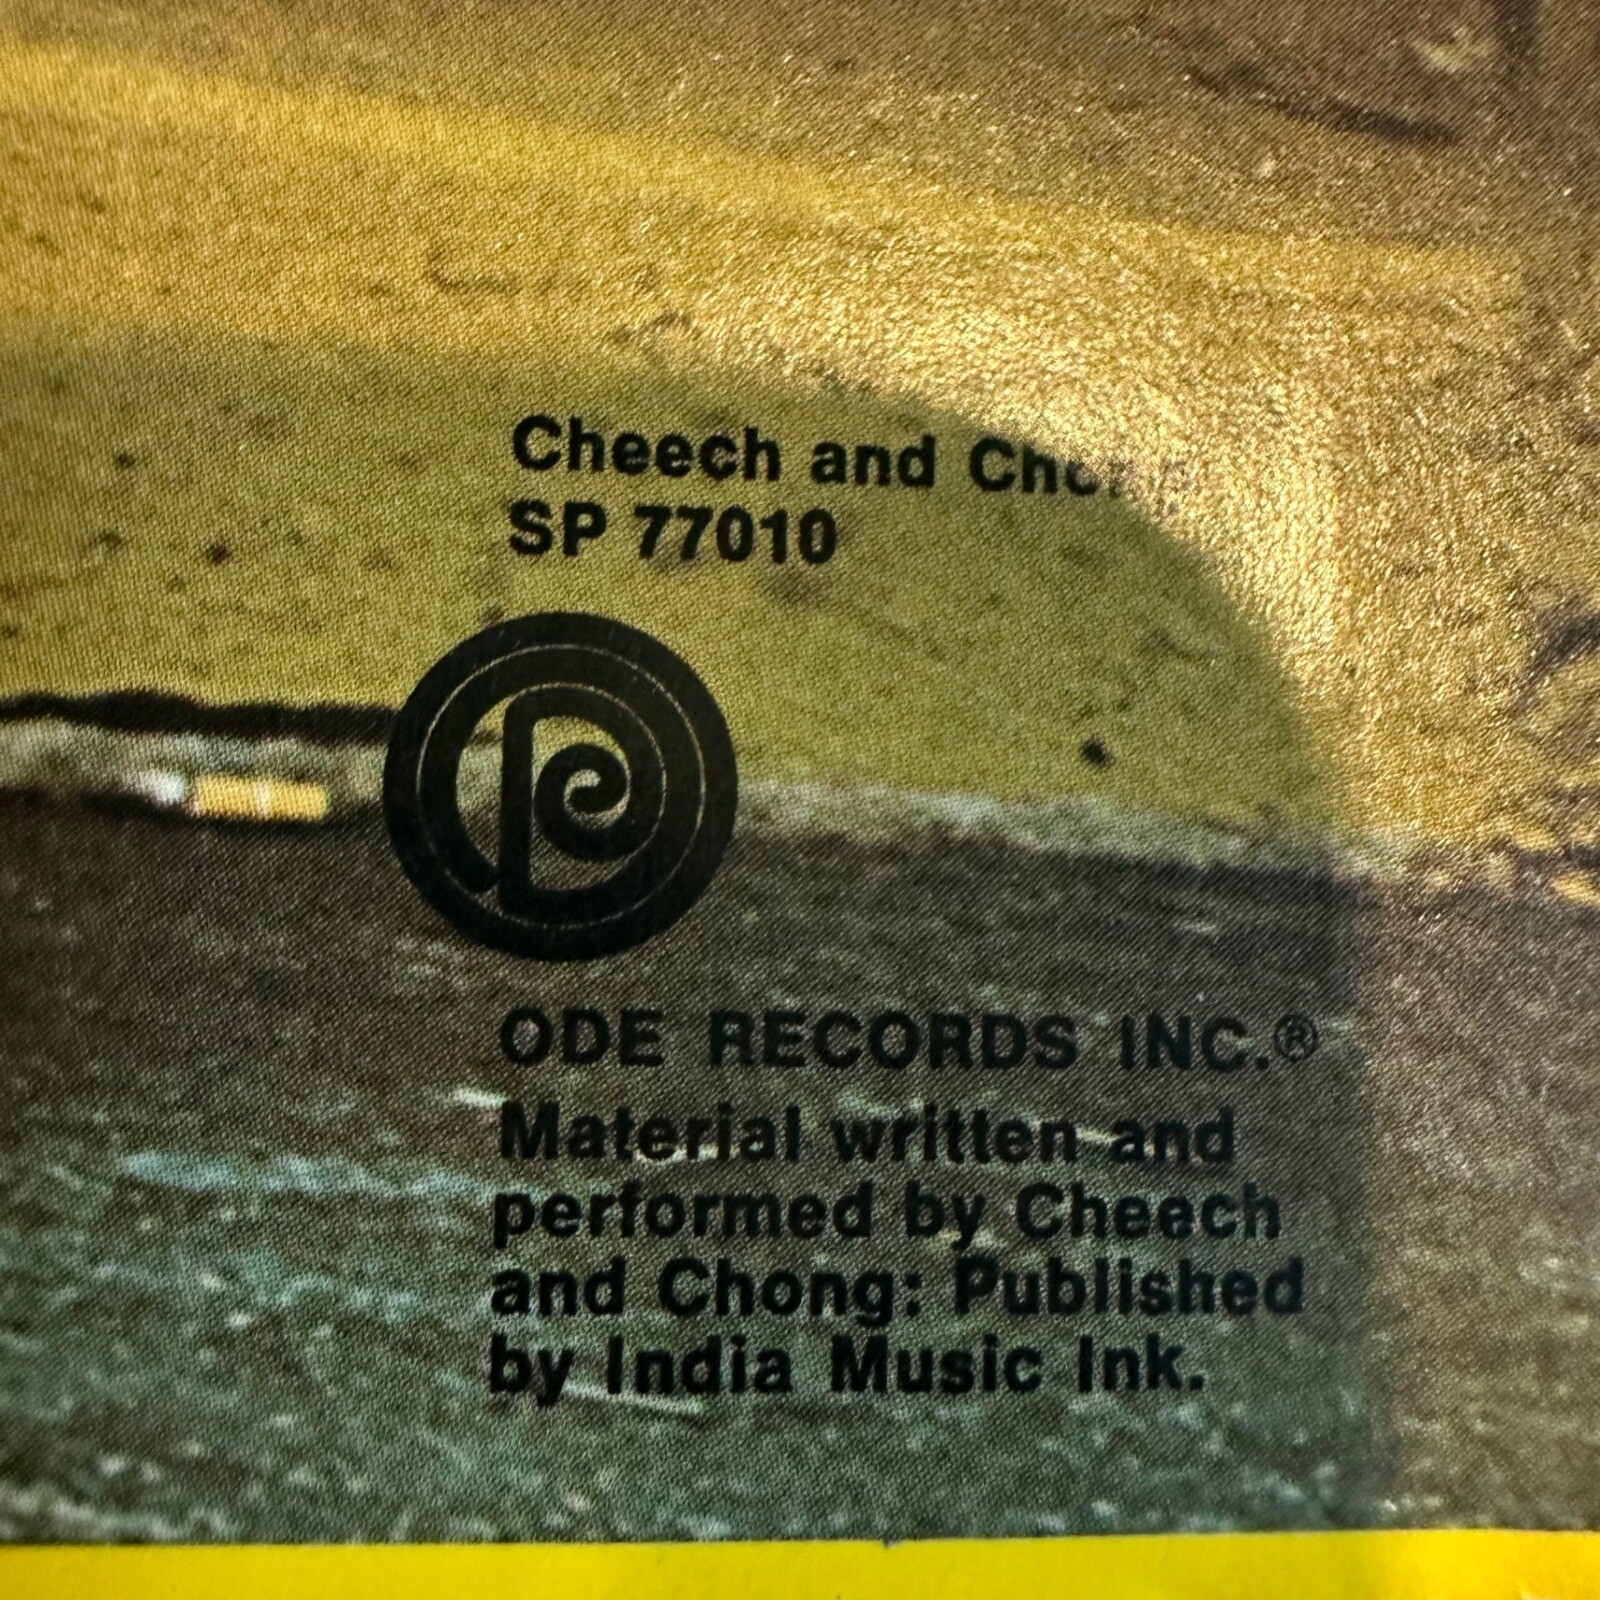 Cheech and Chong
SP 77010
ODE RECORDS INC.®
Material written and
performed by Cheech
and Chong: Published
by India Music Ink.